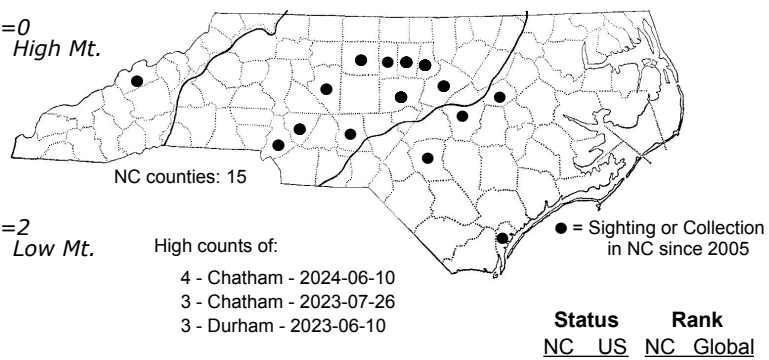 =0
High Mt.
NC counties: 15
=2
Low Mt.
● = Sighting or Collection
in NC since 2005
High counts of:
4 - Chatham - 2024-06-10
3 - Chatham - 2023-07-26
3 - Durham - 2023-06-10
Status Rank
NC US NC Global